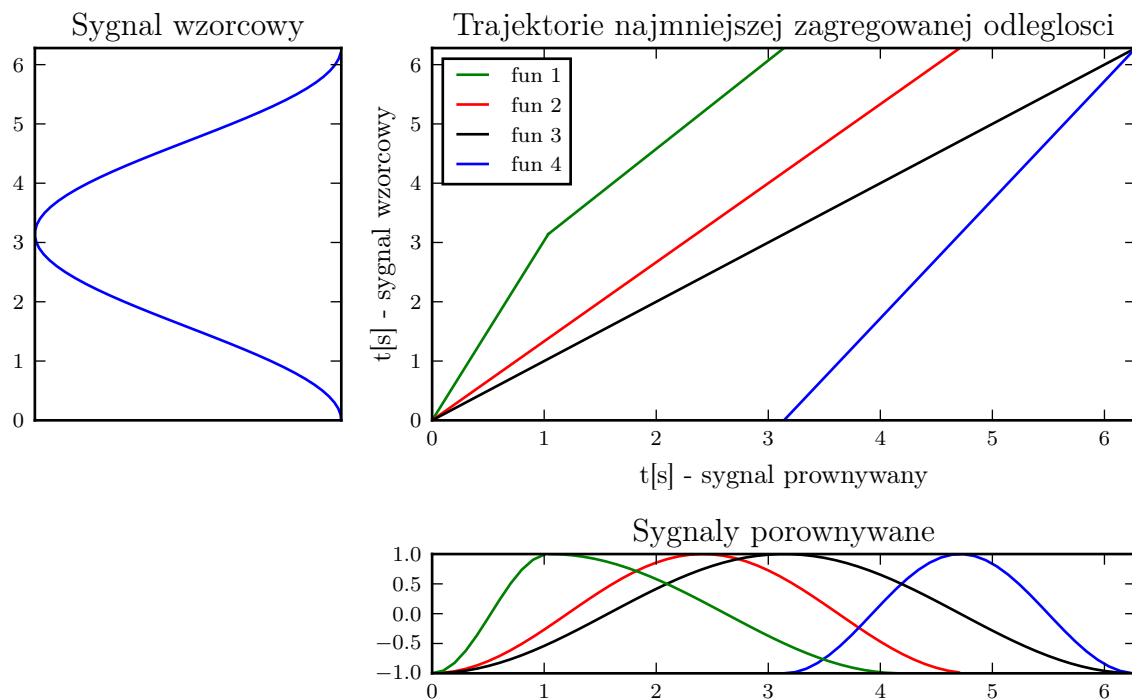 Sygnal wzorcowy
Trajektorie najmniejszej zagregowanej odleglosci
6
5
4
3
2
1
0
t[s] - sygnal wzorcowy
6
5
4
3
2
1
0
fun 1
fun 2
fun 3
fun 4
0 1 2 3 4 5 6
t[s] - sygnal prownywany
Sygnaly porownywane
1.0
0.5
0.0
−0.5
−1.0
0 1 2 3 4 5 6